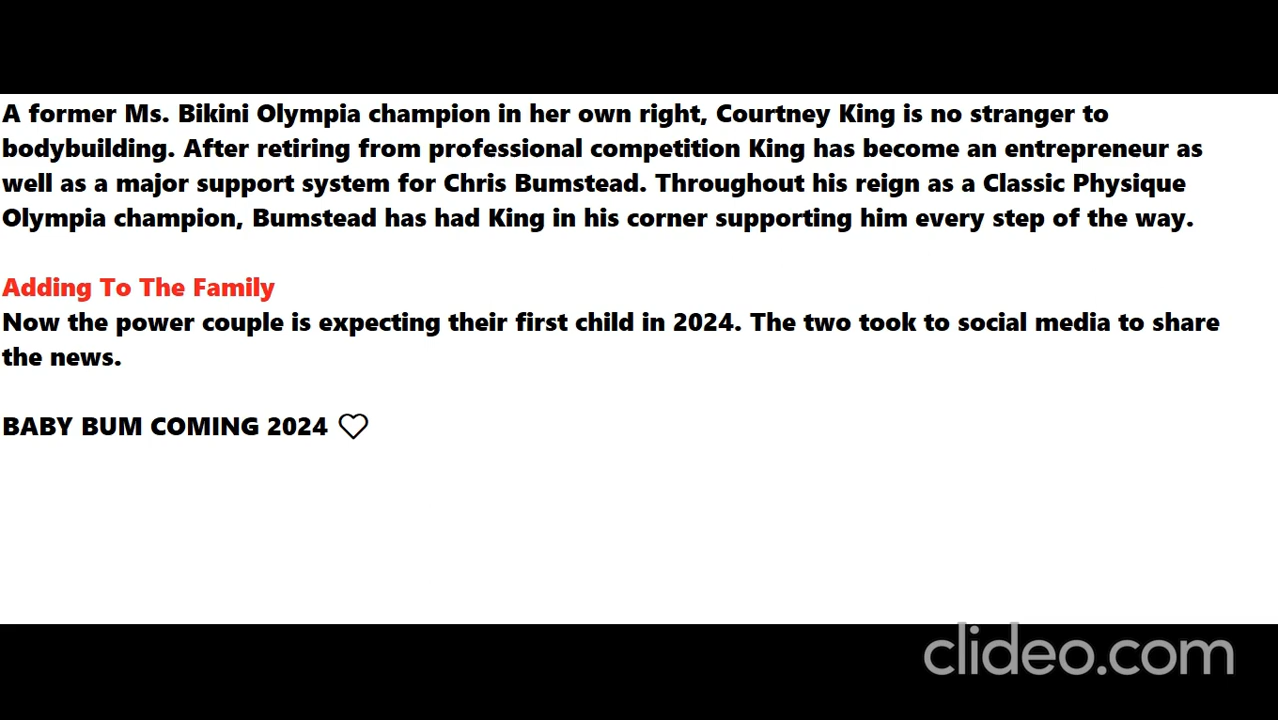 A former Ms. Bikini Olympia champion in her own right, Courtney King is no stranger to
bodybuilding. After retiring from professional competition King has become an entrepreneur as
well as a major support system for Chris Bumstead. Throughout his reign as a Classic Physique
Olympia champion, Bumstead has had King in his corner supporting him every step of the way.
Adding To The Family
Now the power couple is expecting their first child in 2024. The two took to social media to share
the news.
BABY BUM COMING 2024 ♡
clideo.com